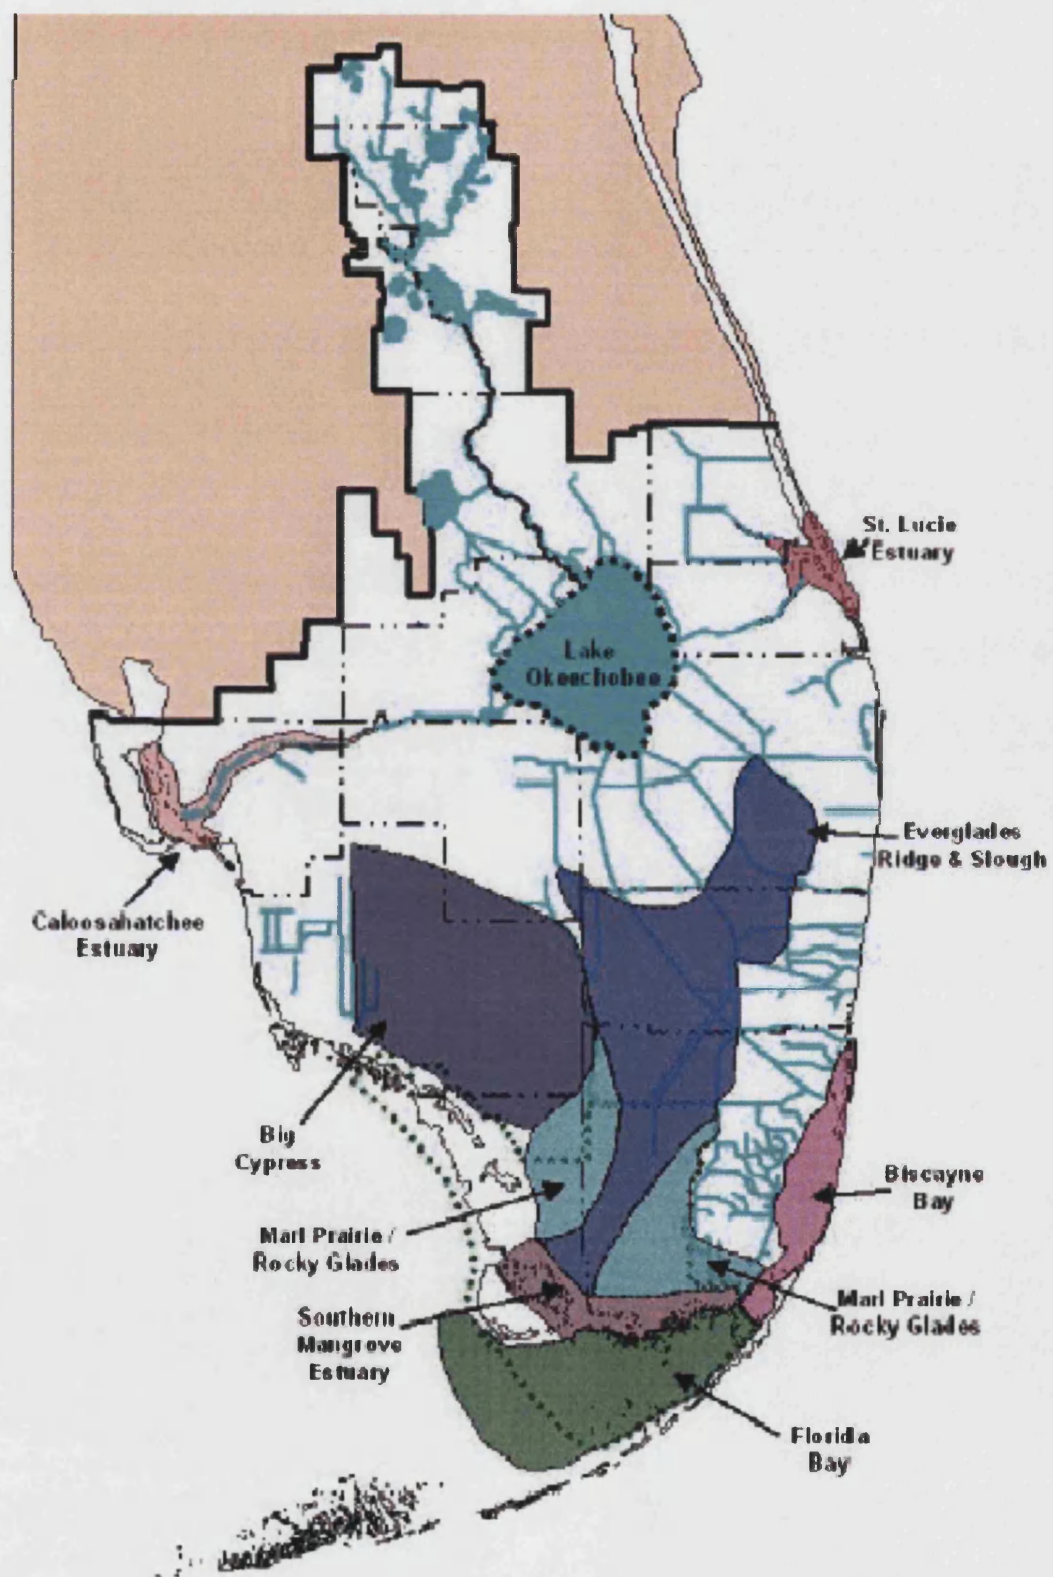 St. Lucie
Estuary
Lake
Okeechobee
Everglades
Ridge & Slough
Caloosahatchee
Estuary
Big
Cypress
Biscayne
Bay
Marl Prairie /
Rocky Glades
Marl Prairie /
Rocky Glades
Southern
Mangrove
Estuary
Florida
Bay